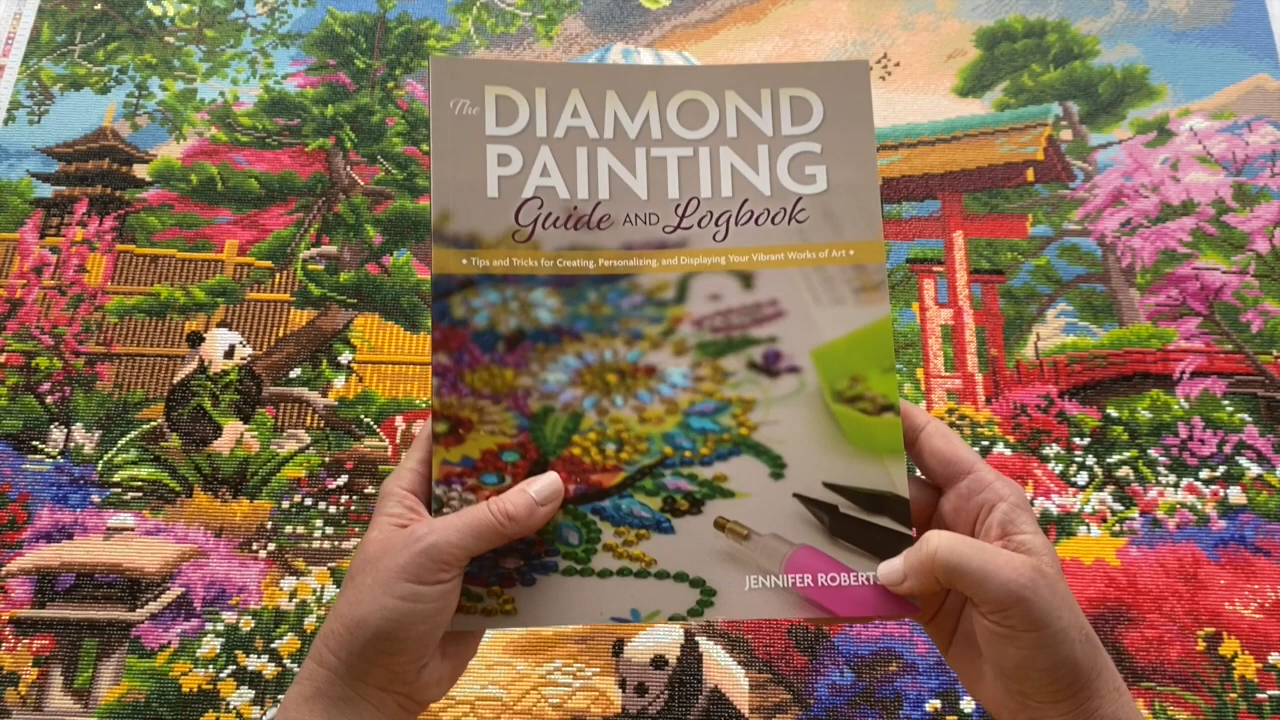 The DIAMOND
PAINTING
Guide AND Logbook
◆ Tips and Tricks for Creating, Personalizing, and Displaying Your Vibrant Works of Art ◆
JENNIFER ROBERTS